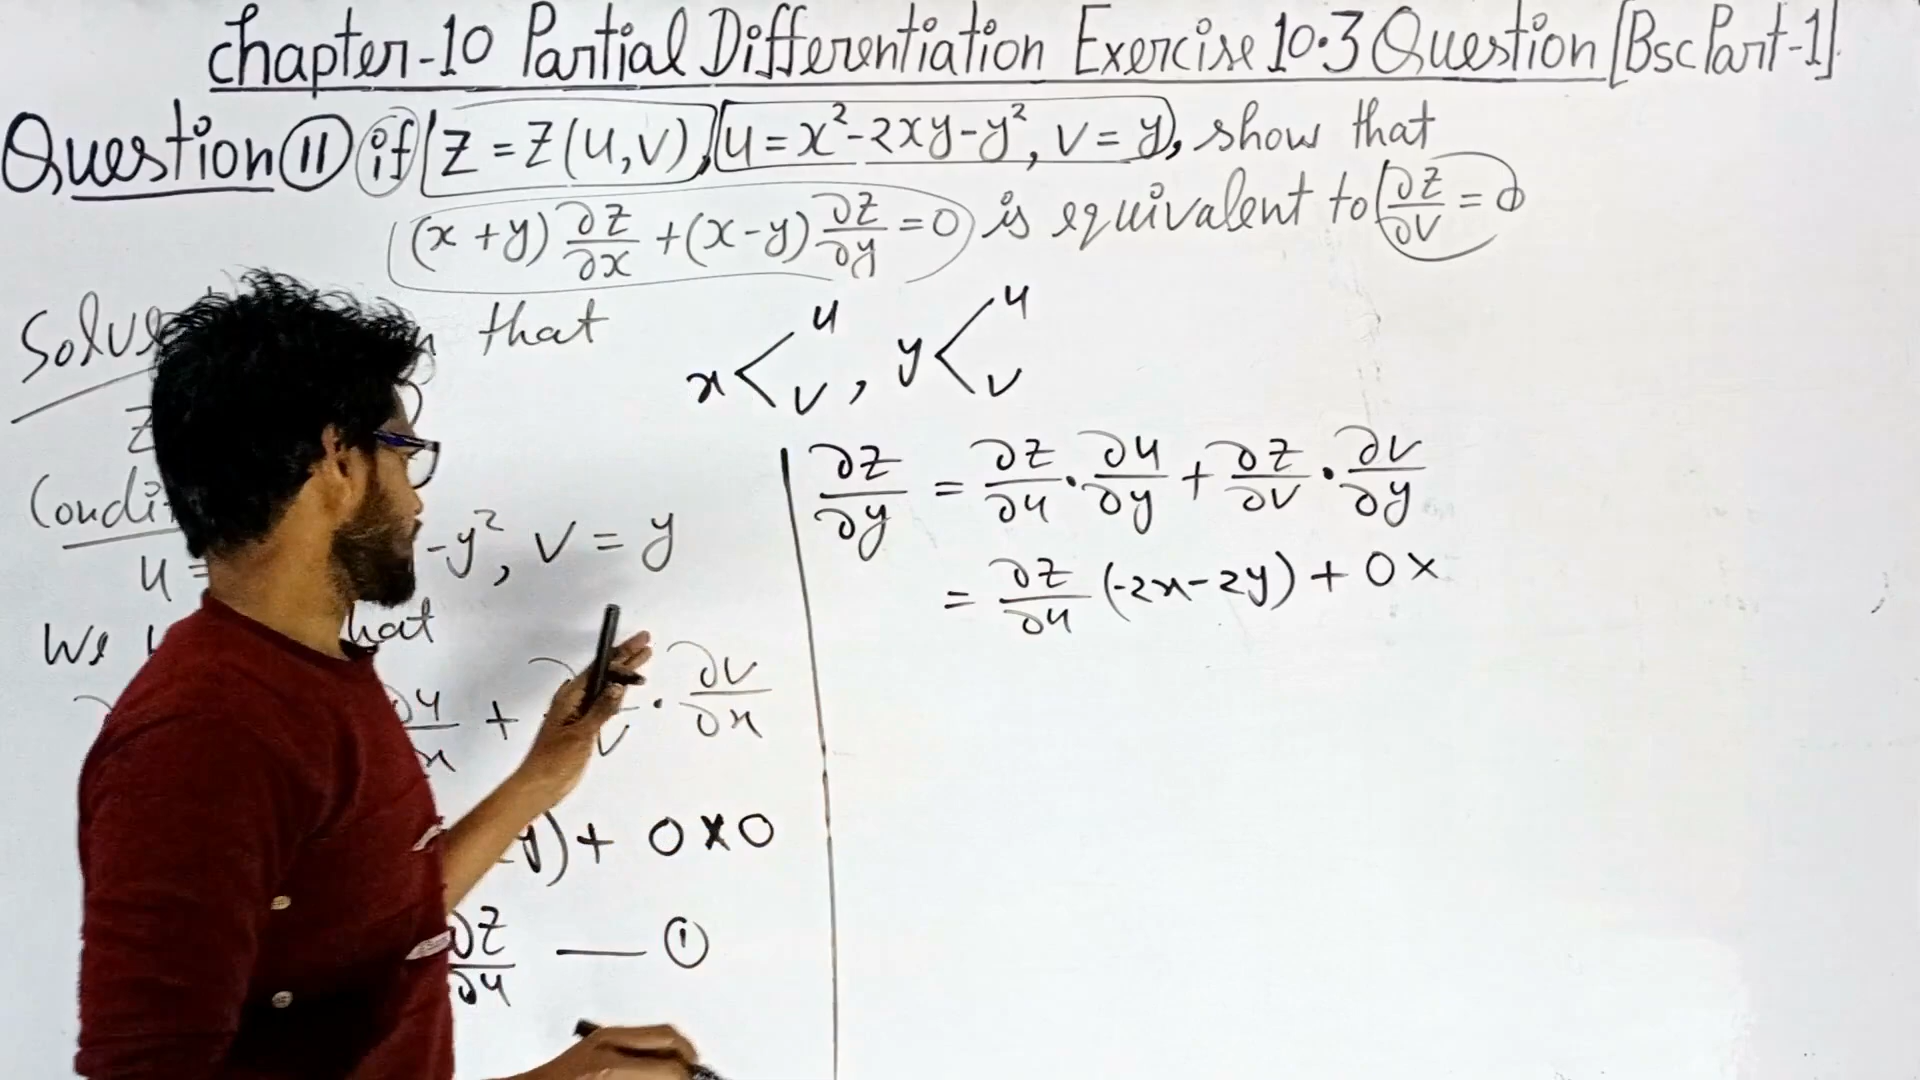 Chapter-10 Partial Differentiation Exercise 10.3 Question [Bsc Part-1].
Question ⑪ if Z = Z(u,v), u = x²-2xy-y², v = y, show that
(x+y) ∂Z/∂x + (x-y) ∂Z/∂y = 0 is equivalent to ∂Z/∂v = 0
Solve that
x < u v, y < u v
Z
Condi
u = -y², v = y
We hat
∂u/∂x + · ∂v/∂x
y) + 0×0
∂Z/∂u — ①
∂Z/∂y = ∂Z/∂u · ∂u/∂y + ∂Z/∂v · ∂v/∂y
= ∂Z/∂u (-2x-2y) + 0×